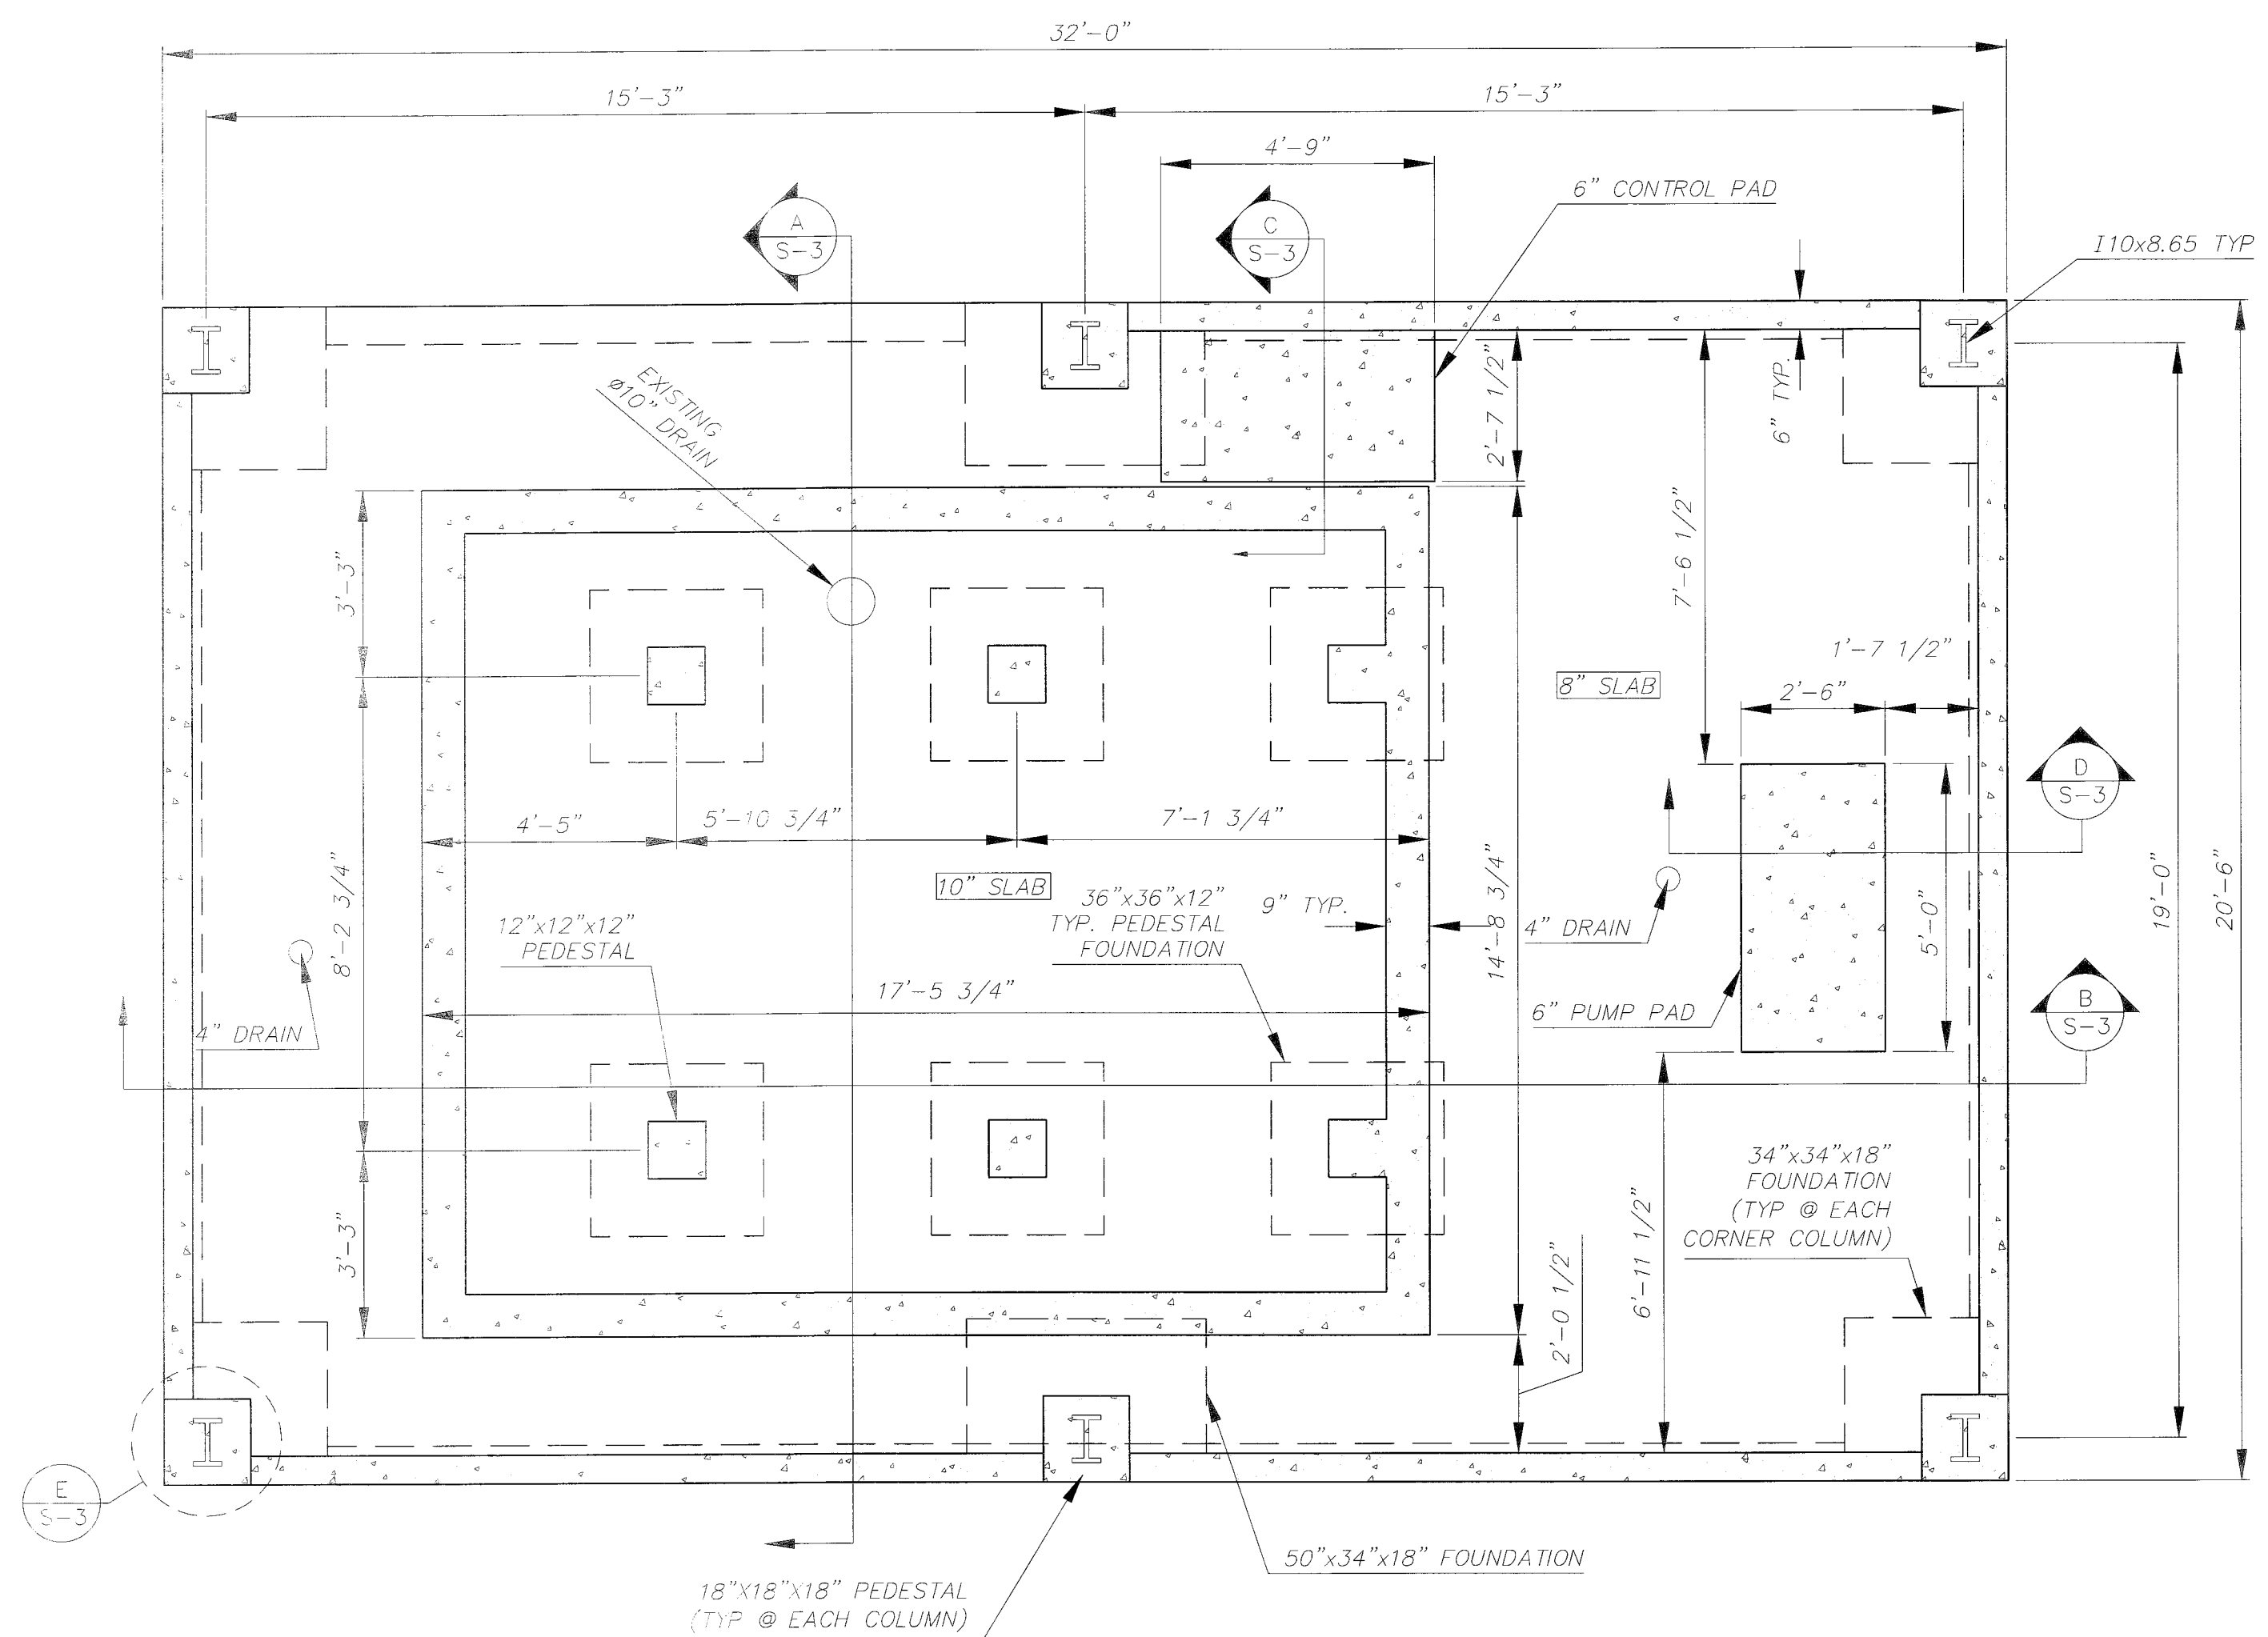 32'-0"
15'-3"
15'-3"
4'-9"
6" CONTROL PAD
A
S-3
C
S-3
I10x8.65 TYP
EXISTING
ø10" DRAIN
2'-7 1/2"
6" TYP.
3'-3"
7'-6 1/2"
1'-7 1/2"
8" SLAB
2'-6"
D
S-3
4'-5"
5'-10 3/4"
7'-1 3/4"
10" SLAB
36"x36"x12"
TYP. PEDESTAL
FOUNDATION
9" TYP.
14'-8 3/4"
4" DRAIN
5'-0"
19'-0"
20'-6"
8'-2 3/4"
12"x12"x12"
PEDESTAL
17'-5 3/4"
6" PUMP PAD
B
S-3
4" DRAIN
34"x34"x18"
FOUNDATION
(TYP @ EACH
CORNER COLUMN)
3'-3"
2'-0 1/2"
6'-11 1/2"
E
S-3
50"x34"x18" FOUNDATION
18"X18"X18" PEDESTAL
(TYP @ EACH COLUMN)